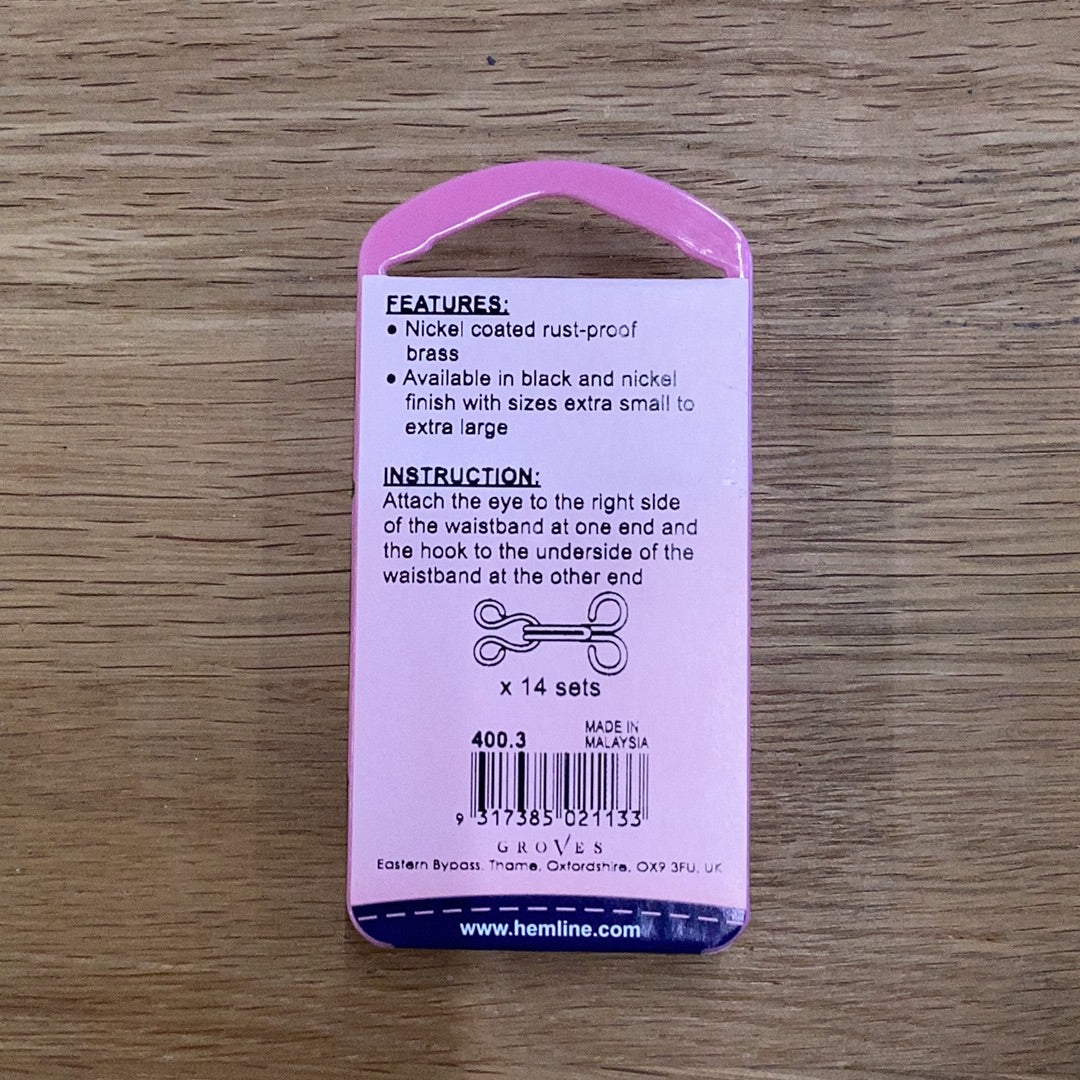 FEATURES:
● Nickel coated rust-proof
brass
● Available in black and nickel
finish with sizes extra small to
extra large
INSTRUCTION:
Attach the eye to the right side
of the waistband at one end and
the hook to the underside of the
waistband at the other end
x 14 sets
400.3
MADE IN
MALAYSIA
9 317385 021133
GROVES
Eastern Bypass, Thame, Oxfordshire, OX9 3FU, UK
www.hemline.com